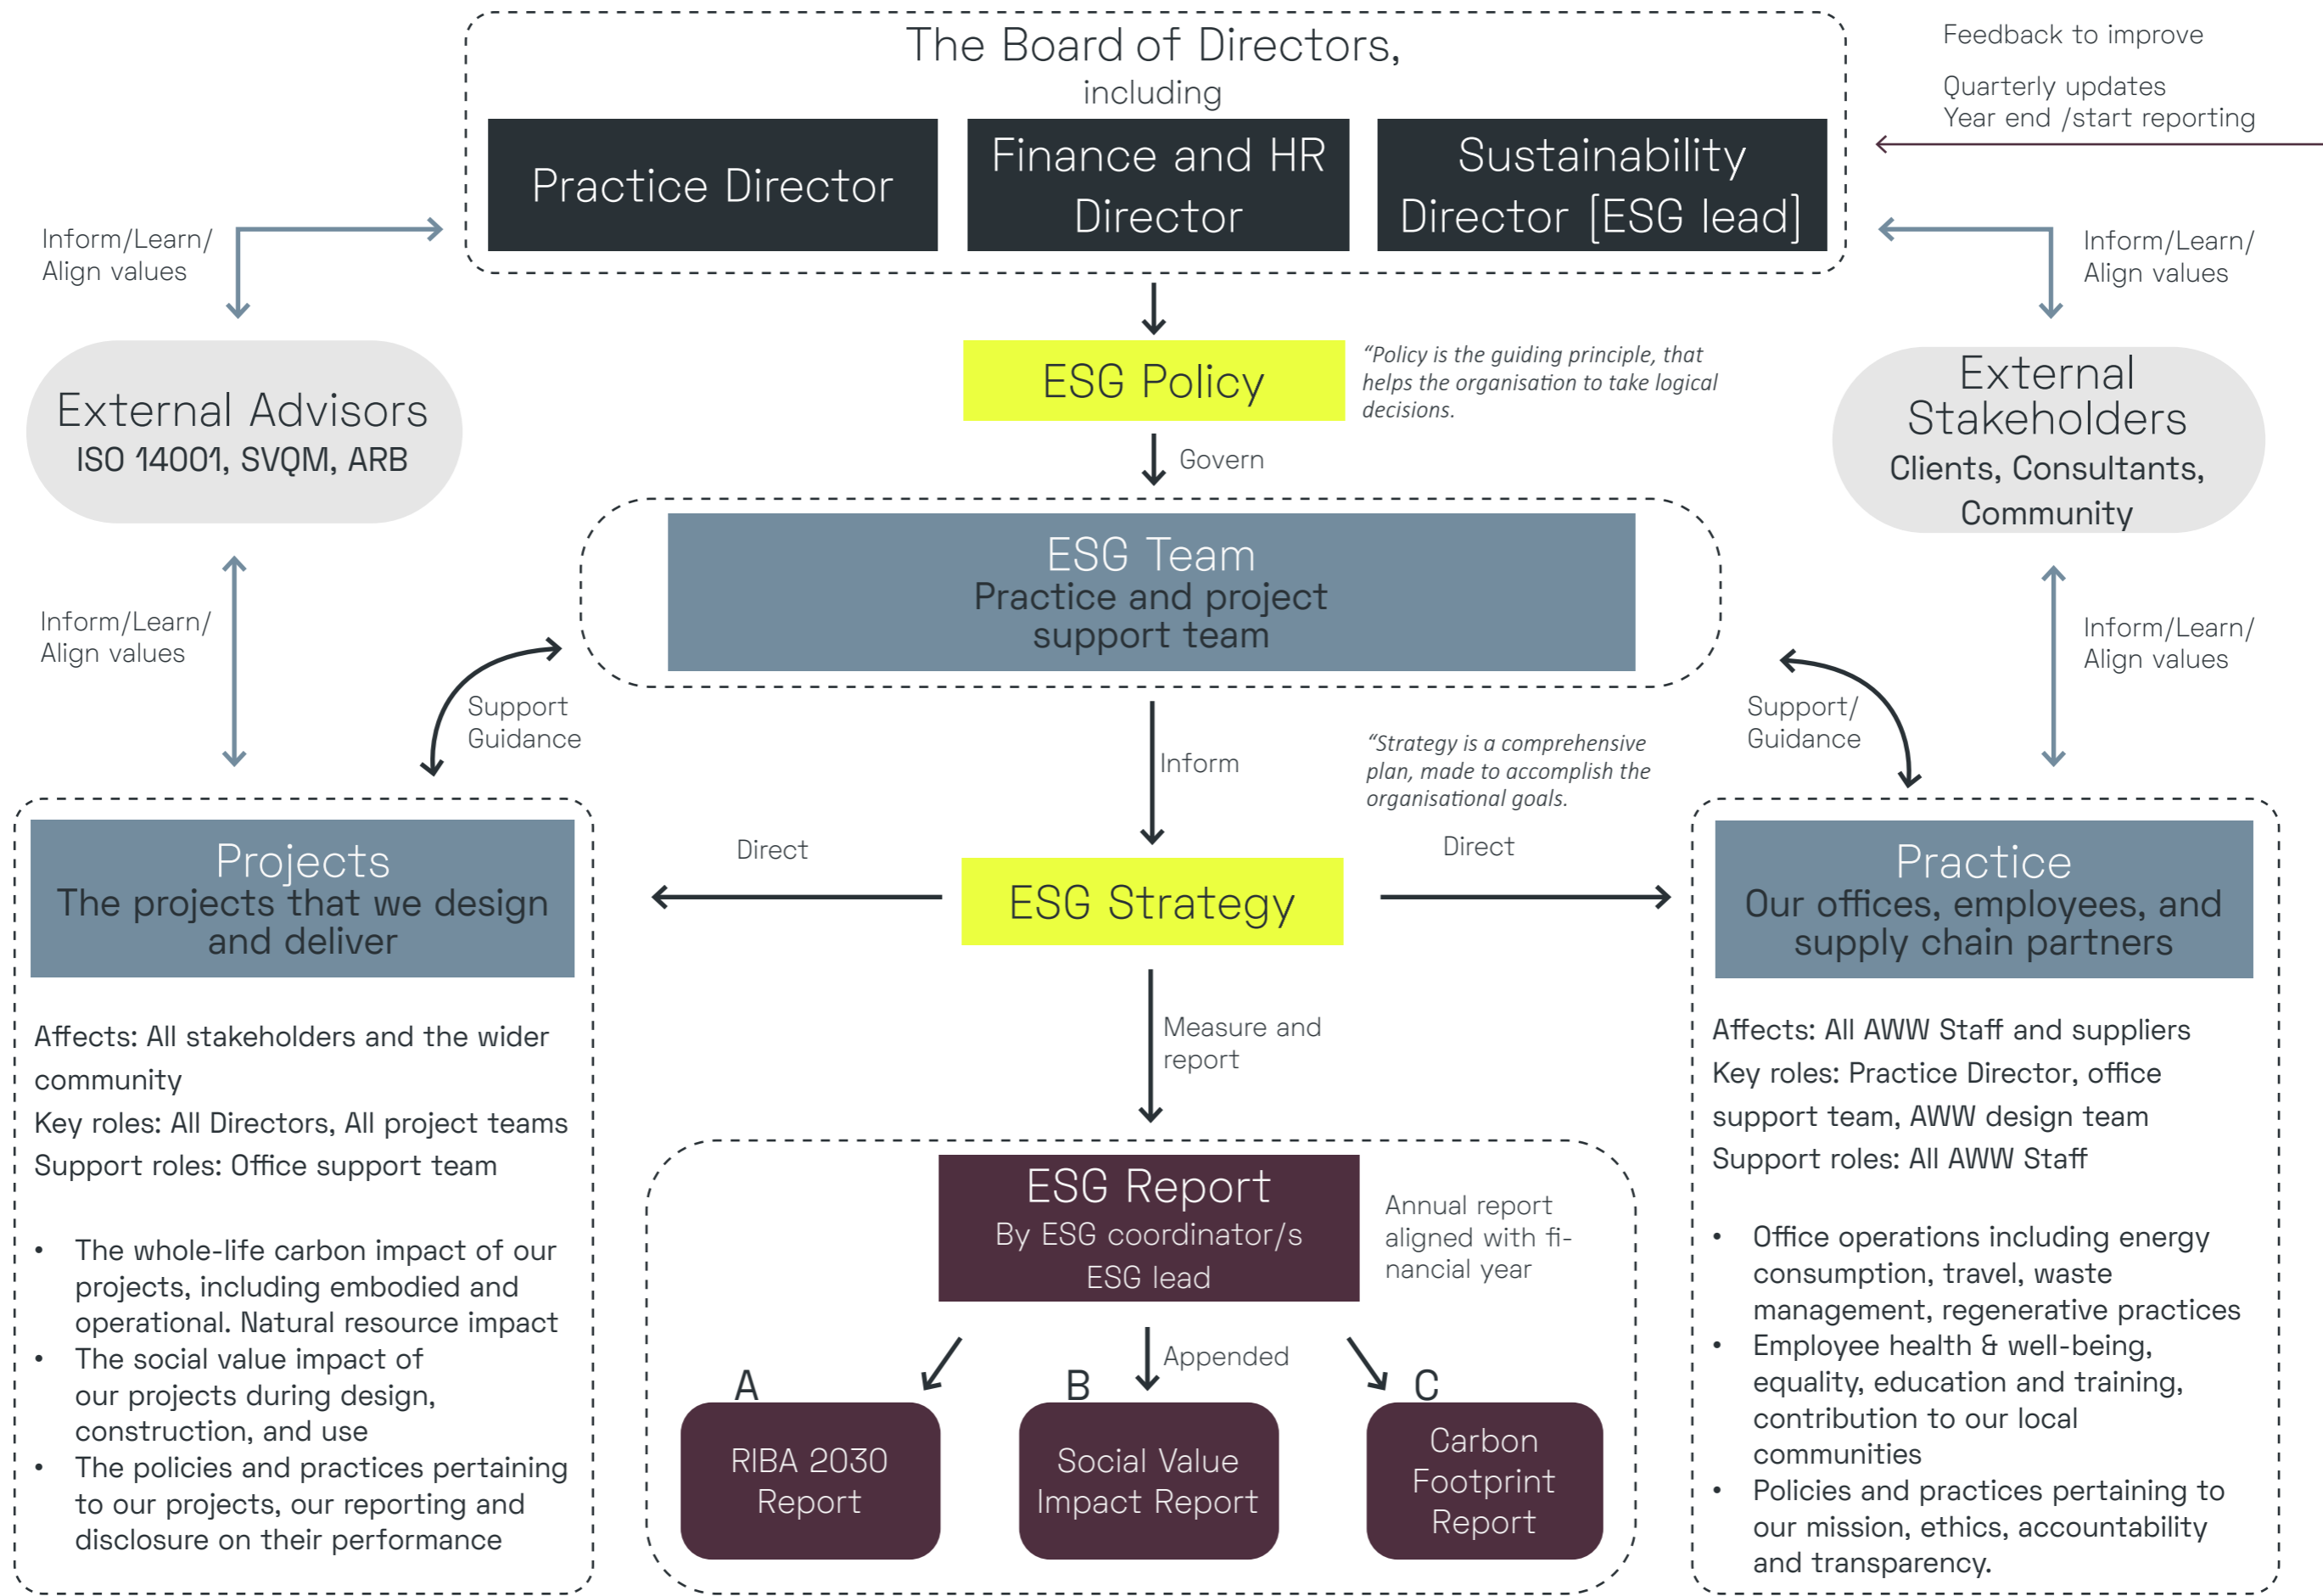 The Board of Directors,
including
Practice Director
Finance and HR
Director
Sustainability
Director [ESG lead]
Feedback to improve
Quarterly updates
Year end /start reporting
Inform/Learn/
Align values
Inform/Learn/
Align values
External Advisors
ISO 14001, SVQM, ARB
ESG Policy
“Policy is the guiding principle, that
helps the organisation to take logical
decisions.
External
Stakeholders
Clients, Consultants,
Community
Govern
ESG Team
Practice and project
support team
Inform/Learn/
Align values
Inform/Learn/
Align values
Support
Guidance
Support/
Guidance
Inform
“Strategy is a comprehensive
plan, made to accomplish the
organisational goals.
Direct
Direct
ESG Strategy
Projects
The projects that we design
and deliver
Affects: All stakeholders and the wider
community
Key roles: All Directors, All project teams
Support roles: Office support team
• The whole-life carbon impact of our
projects, including embodied and
operational. Natural resource impact
• The social value impact of
our projects during design,
construction, and use
• The policies and practices pertaining
to our projects, our reporting and
disclosure on their performance
Measure and
report
ESG Report
By ESG coordinator/s
ESG lead
Annual report
aligned with fi-
nancial year
Appended
A
RIBA 2030
Report
B
Social Value
Impact Report
C
Carbon
Footprint
Report
Practice
Our offices, employees, and
supply chain partners
Affects: All AWW Staff and suppliers
Key roles: Practice Director, office
support team, AWW design team
Support roles: All AWW Staff
• Office operations including energy
consumption, travel, waste
management, regenerative practices
• Employee health & well-being,
equality, education and training,
contribution to our local
communities
• Policies and practices pertaining to
our mission, ethics, accountability
and transparency.